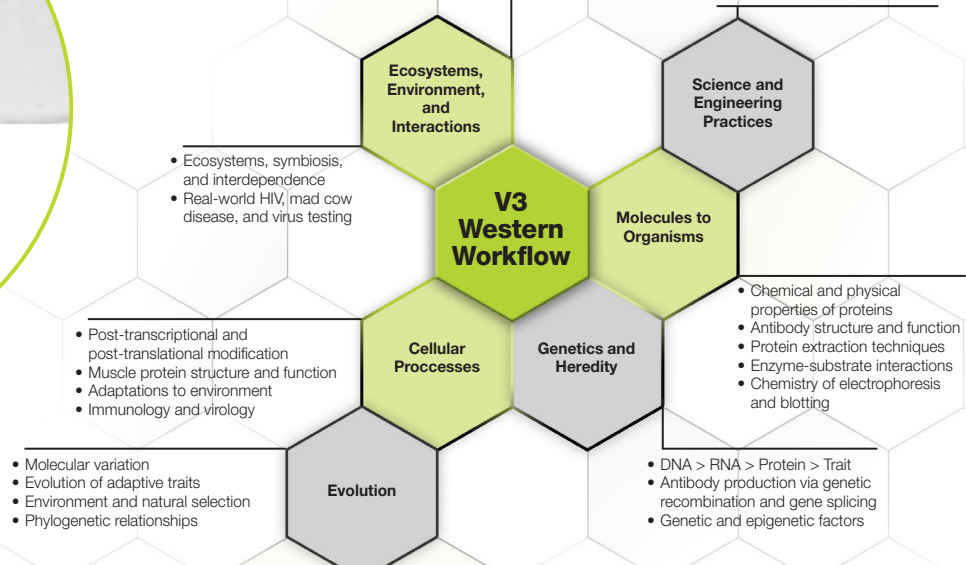 Ecosystems,
Environment,
and
Interactions
Science and
Engineering
Practices
• Ecosystems, symbiosis,
and interdependence
• Real-world HIV, mad cow
disease, and virus testing
V3
Western
Workflow
Molecules to
Organisms
• Chemical and physical
properties of proteins
• Antibody structure and function
• Protein extraction techniques
• Enzyme-substrate interactions
• Chemistry of electrophoresis
and blotting
• Post-transcriptional and
post-translational modification
• Muscle protein structure and function
• Adaptations to environment
• Immunology and virology
Cellular
Proccesses
Genetics and
Heredity
• Molecular variation
• Evolution of adaptive traits
• Environment and natural selection
• Phylogenetic relationships
Evolution
• DNA > RNA > Protein > Trait
• Antibody production via genetic
recombination and gene splicing
• Genetic and epigenetic factors